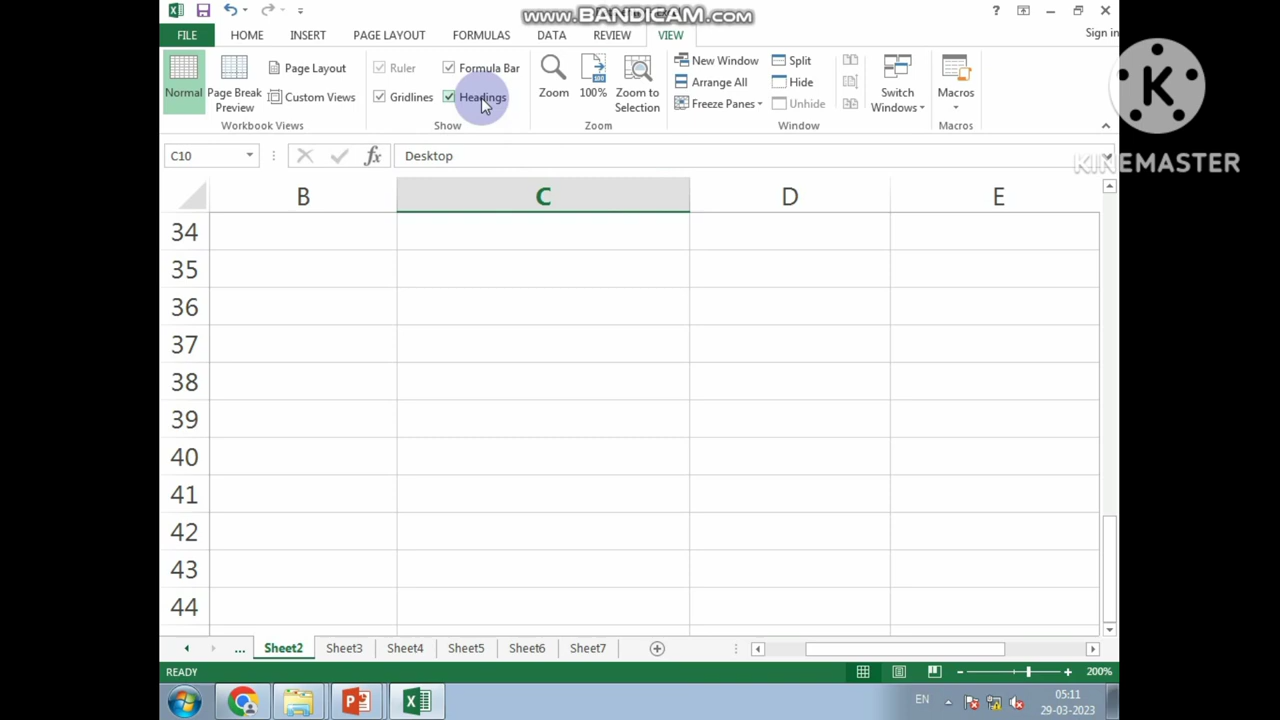 www.BANDICAM.com
FILE HOME INSERT PAGE LAYOUT FORMULAS DATA REVIEW VIEW Sign in
Normal
Page Break Preview
Page Layout
Custom Views
Workbook Views
Ruler
Formula Bar
Gridlines
Headings
Show
Zoom
100%
100
Zoom to Selection
Zoom
New Window
Arrange All
Freeze Panes
Split
Hide
Unhide
Switch Windows
Window
Macros
Macros
K
KINEMASTER
C10 fx Desktop
B C D E
34
35
36
37
38
39
40
41
42
43
44
... Sheet2 Sheet3 Sheet4 Sheet5 Sheet6 Sheet7
READY 200%
EN 05:11
29-03-2023